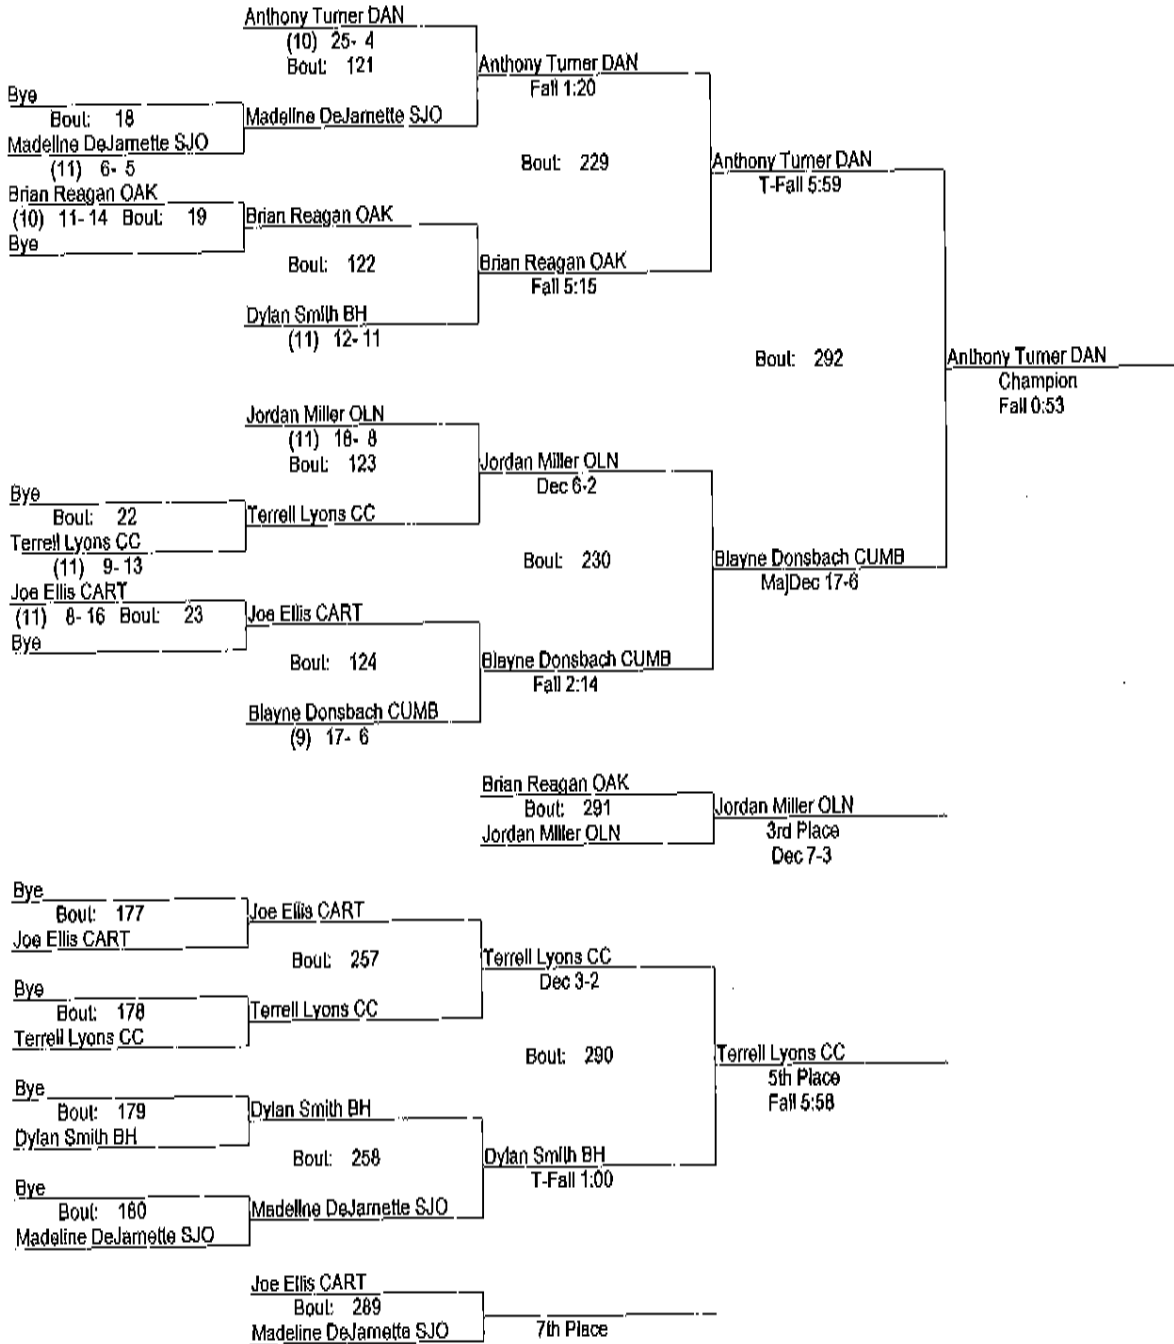 Anthony Turner DAN
(10) 25- 4
Bout: 121
Anthony Turner DAN
Fall 1:20
Bye
Bout: 18
Madeline DeJarnette SJO
Madeline DeJarnette SJO
(11) 6- 5
Bout: 229
Anthony Turner DAN
T-Fall 5:59
Brian Reagan OAK
(10) 11- 14 Bout: 19
Bye
Brian Reagan OAK
Bout: 122
Brian Reagan OAK
Fall 5:15
Dylan Smith BH
(11) 12- 11
Bout: 292
Anthony Turner DAN
Champion
Fall 0:53
Jordan Miller OLN
(11) 18- 8
Bout: 123
Jordan Miller OLN
Dec 6-2
Bye
Bout: 22
Terrell Lyons CC
Terrell Lyons CC
(11) 9- 13
Bout: 230
Blayne Donsbach CUMB
MajDec 17-6
Joe Ellis CART
(11) 8- 16 Bout: 23
Bye
Joe Ellis CART
Bout: 124
Blayne Donsbach CUMB
Fall 2:14
Blayne Donsbach CUMB
(9) 17- 6
Brian Reagan OAK
Bout: 291
Jordan Miller OLN
Jordan Miller OLN
3rd Place
Dec 7-3
Bye
Bout: 177
Joe Ellis CART
Joe Ellis CART
Bout: 257
Terrell Lyons CC
Dec 3-2
Bye
Bout: 178
Terrell Lyons CC
Terrell Lyons CC
Bout: 290
Terrell Lyons CC
5th Place
Fall 5:58
Bye
Bout: 179
Dylan Smith BH
Dylan Smith BH
Bout: 258
Dylan Smith BH
T-Fall 1:00
Bye
Bout: 180
Madeline DeJarnette SJO
Madeline DeJarnette SJO
Joe Ellis CART
Bout: 289
Madeline DeJarnette SJO
7th Place